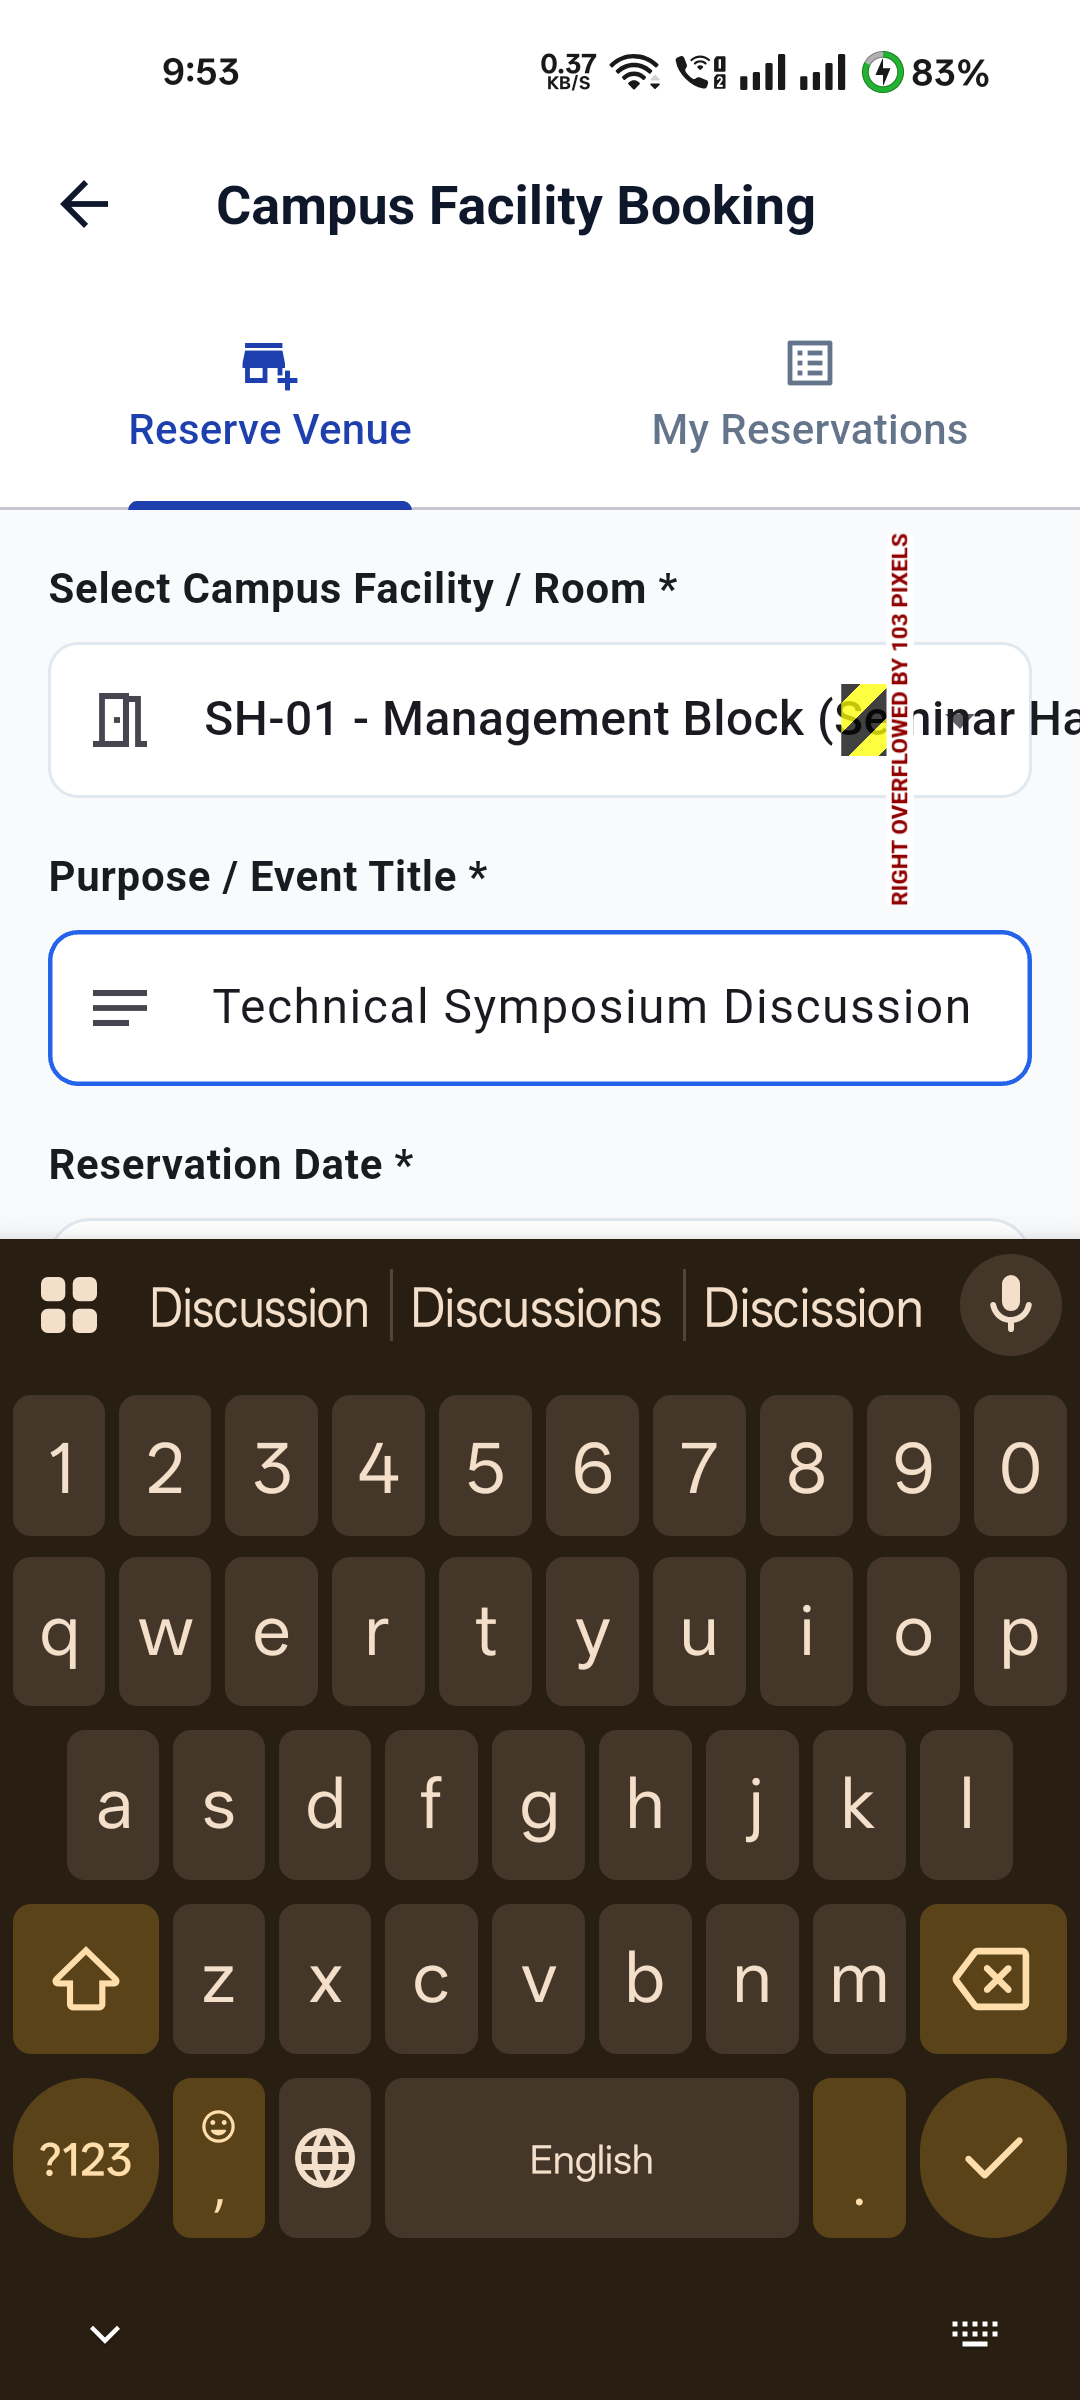 9:53
0.37
KB/S
1
2
83%
Campus Facility Booking
Reserve Venue
My Reservations
Select Campus Facility / Room *
SH-01 - Management Block (Seminar Ha
RIGHT OVERFLOWED BY 103 PIXELS
Purpose / Event Title *
Technical Symposium Discussion
Reservation Date *
Discussion Discussions Discission
1 2 3 4 5 6 7 8 9 0
q w e r t y u i o p
a s d f g h j k l
z x c v b n m
?123 , English .